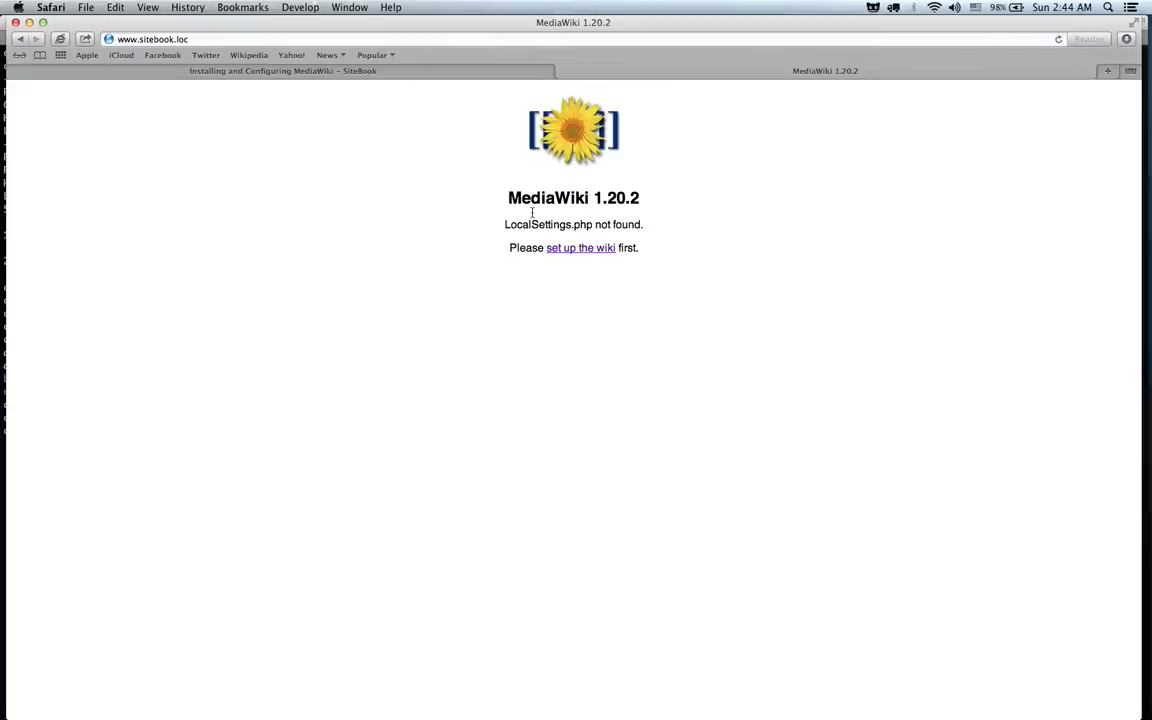 Safari File Edit View History Bookmarks Develop Window Help 98% Sun 2:44 AM
MediaWiki 1.20.2
www.sitebook.loc Reader
Apple iCloud Facebook Twitter Wikipedia Yahoo! News Popular
Installing and Configuring MediaWiki – SiteBook MediaWiki 1.20.2 +
MediaWiki 1.20.2
LocalSettings.php not found.
Please set up the wiki first.